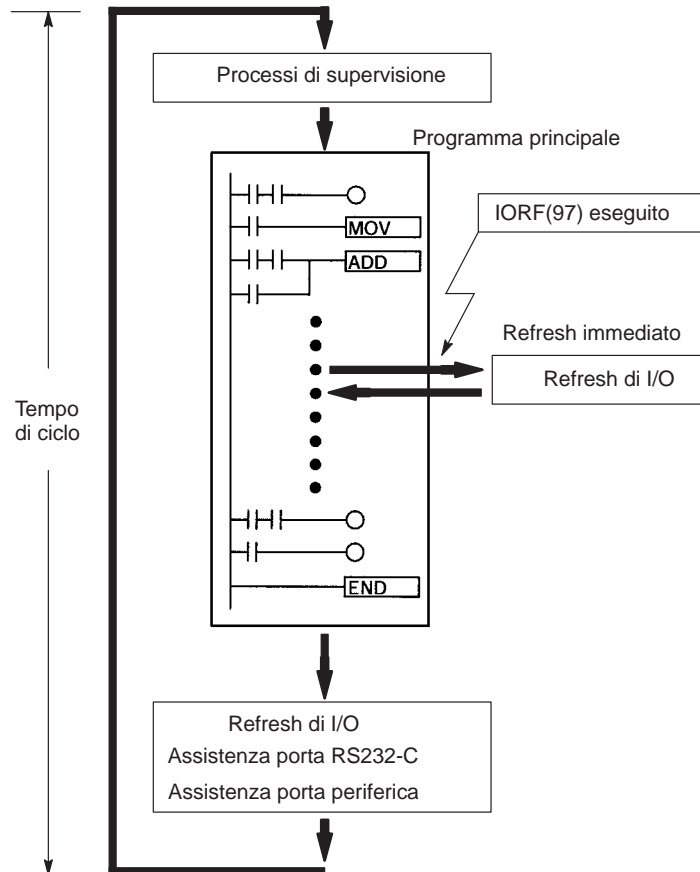 Processi di supervisione
Programma principale
IORF(97) eseguito
MOV
ADD
Refresh immediato
Refresh di I/O
Tempo
di ciclo
END
Refresh di I/O
Assistenza porta RS232-C
Assistenza porta periferica